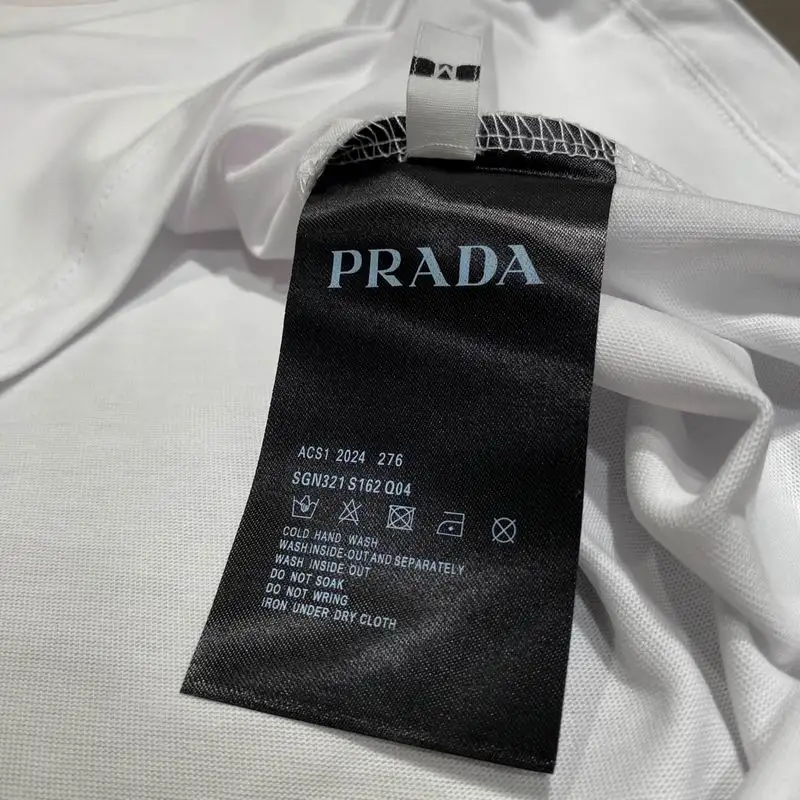 PRADA
ACS1 2024 276
SGN321 S162 Q04
COLD HAND WASH
WASH INSIDE-OUT AND SEPARATELY
WASH INSIDE OUT
DO NOT SOAK
DO NOT WRING
IRON UNDER DRY CLOTH